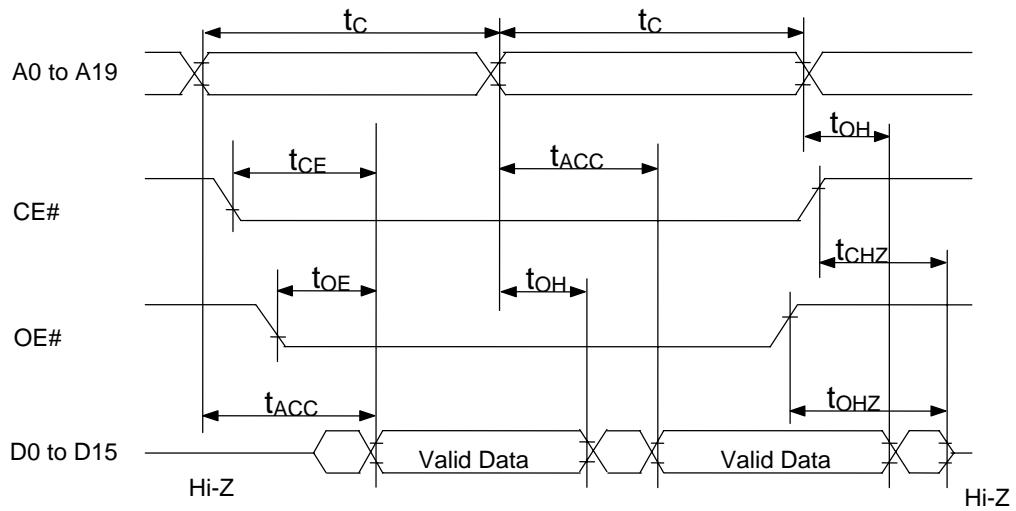 tC tC
A0 to A19
tOH
tCE tACC
CE#
tCHZ
tOE tOH
OE#
tACC tOHZ
D0 to D15 Valid Data Valid Data
Hi-Z Hi-Z